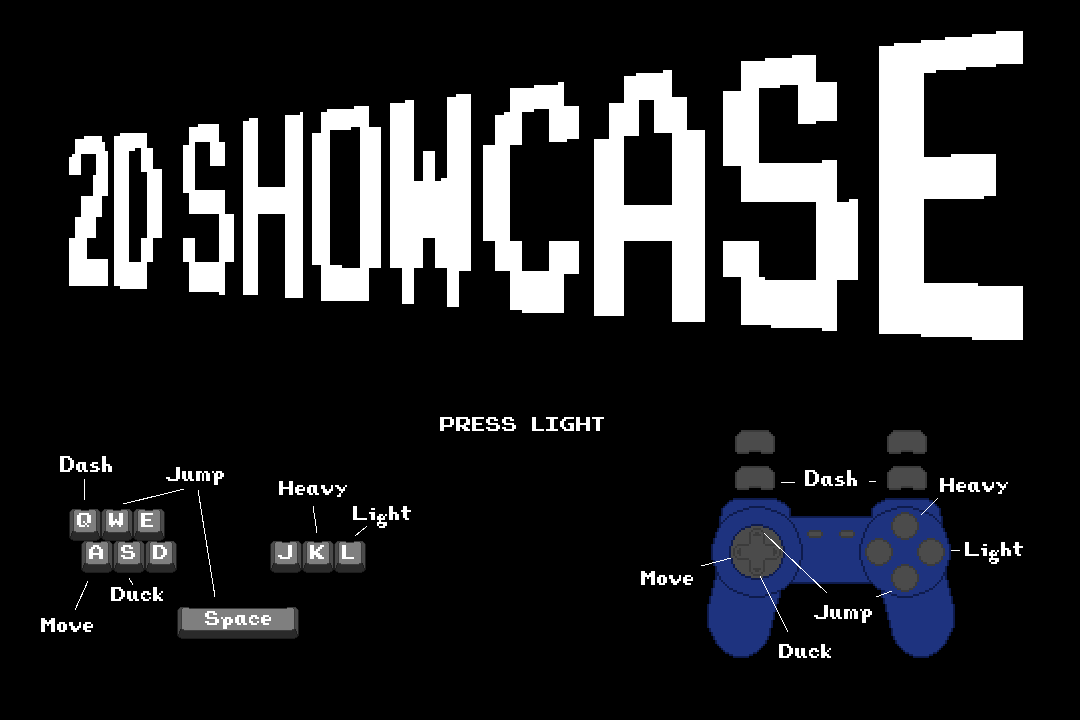 2D SHOWCASE
PRESS LIGHT
Dash
Jump
Heavy
Light
Q W E
A S D
J K L
Duck
Space
Move
Dash
Heavy
Light
Move
Jump
Duck